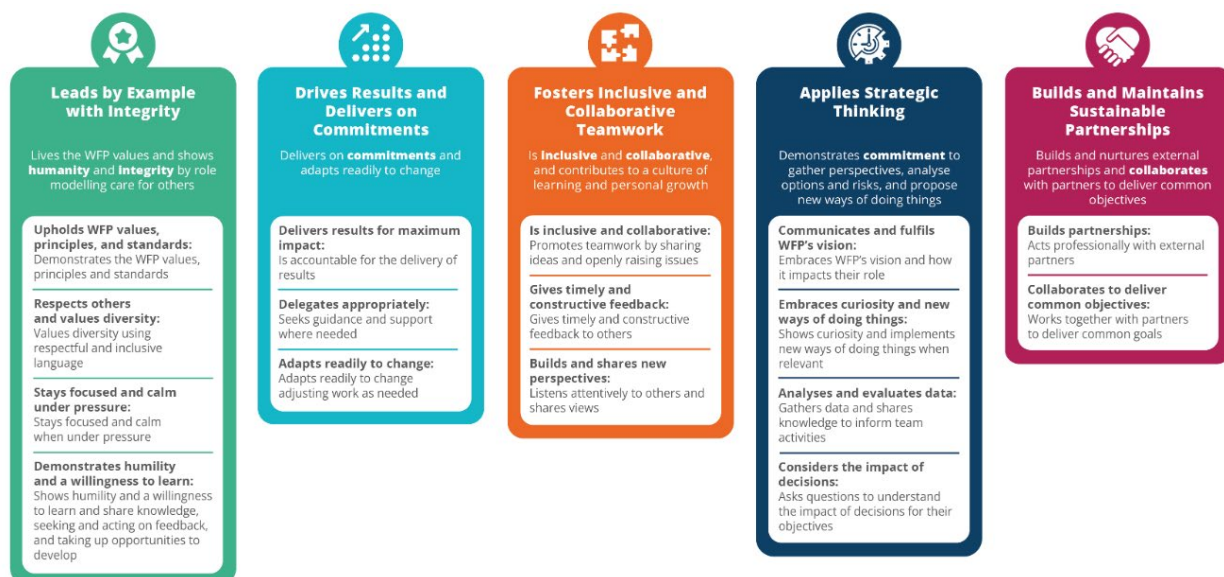 Leads by Example
with Integrity
Lives the WFP values and shows
humanity and integrity by role
modelling care for others
Upholds WFP values,
principles, and standards:
Demonstrates the WFP values,
principles and standards
Respects others
and values diversity:
Values diversity using
respectful and inclusive
language
Stays focused and calm
under pressure:
Stays focused and calm
when under pressure
Demonstrates humility
and a willingness to learn:
Shows humility and a willingness
to learn and share knowledge,
seeking and acting on feedback,
and taking up opportunities to
develop
Drives Results and
Delivers on
Commitments
Delivers on commitments and
adapts readily to change
Delivers results for maximum
impact:
Is accountable for the delivery of
results
Delegates appropriately:
Seeks guidance and support
where needed
Adapts readily to change:
Adapts readily to change
adjusting work as needed
Fosters Inclusive and
Collaborative
Teamwork
Is inclusive and collaborative,
and contributes to a culture of
learning and personal growth
Is inclusive and collaborative:
Promotes teamwork by sharing
ideas and openly raising issues
Gives timely and
constructive feedback:
Gives timely and constructive
feedback to others
Builds and shares new
perspectives:
Listens attentively to others and
shares views
Applies Strategic
Thinking
Demonstrates commitment to
gather perspectives, analyse
options and risks, and propose
new ways of doing things
Communicates and fulfils
WFP's vision:
Embraces WFP's vision and how
it impacts their role
Embraces curiosity and new
ways of doing things:
Shows curiosity and implements
new ways of doing things when
relevant
Analyses and evaluates data:
Gathers data and shares
knowledge to inform team
activities
Considers the impact of
decisions:
Asks questions to understand
the impact of decisions for their
objectives
Builds and Maintains
Sustainable
Partnerships
Builds and nurtures external
partnerships and collaborates
with partners to deliver common
objectives
Builds partnerships:
Acts professionally with external
partners
Collaborates to deliver
common objectives:
Works together with partners
to deliver common goals